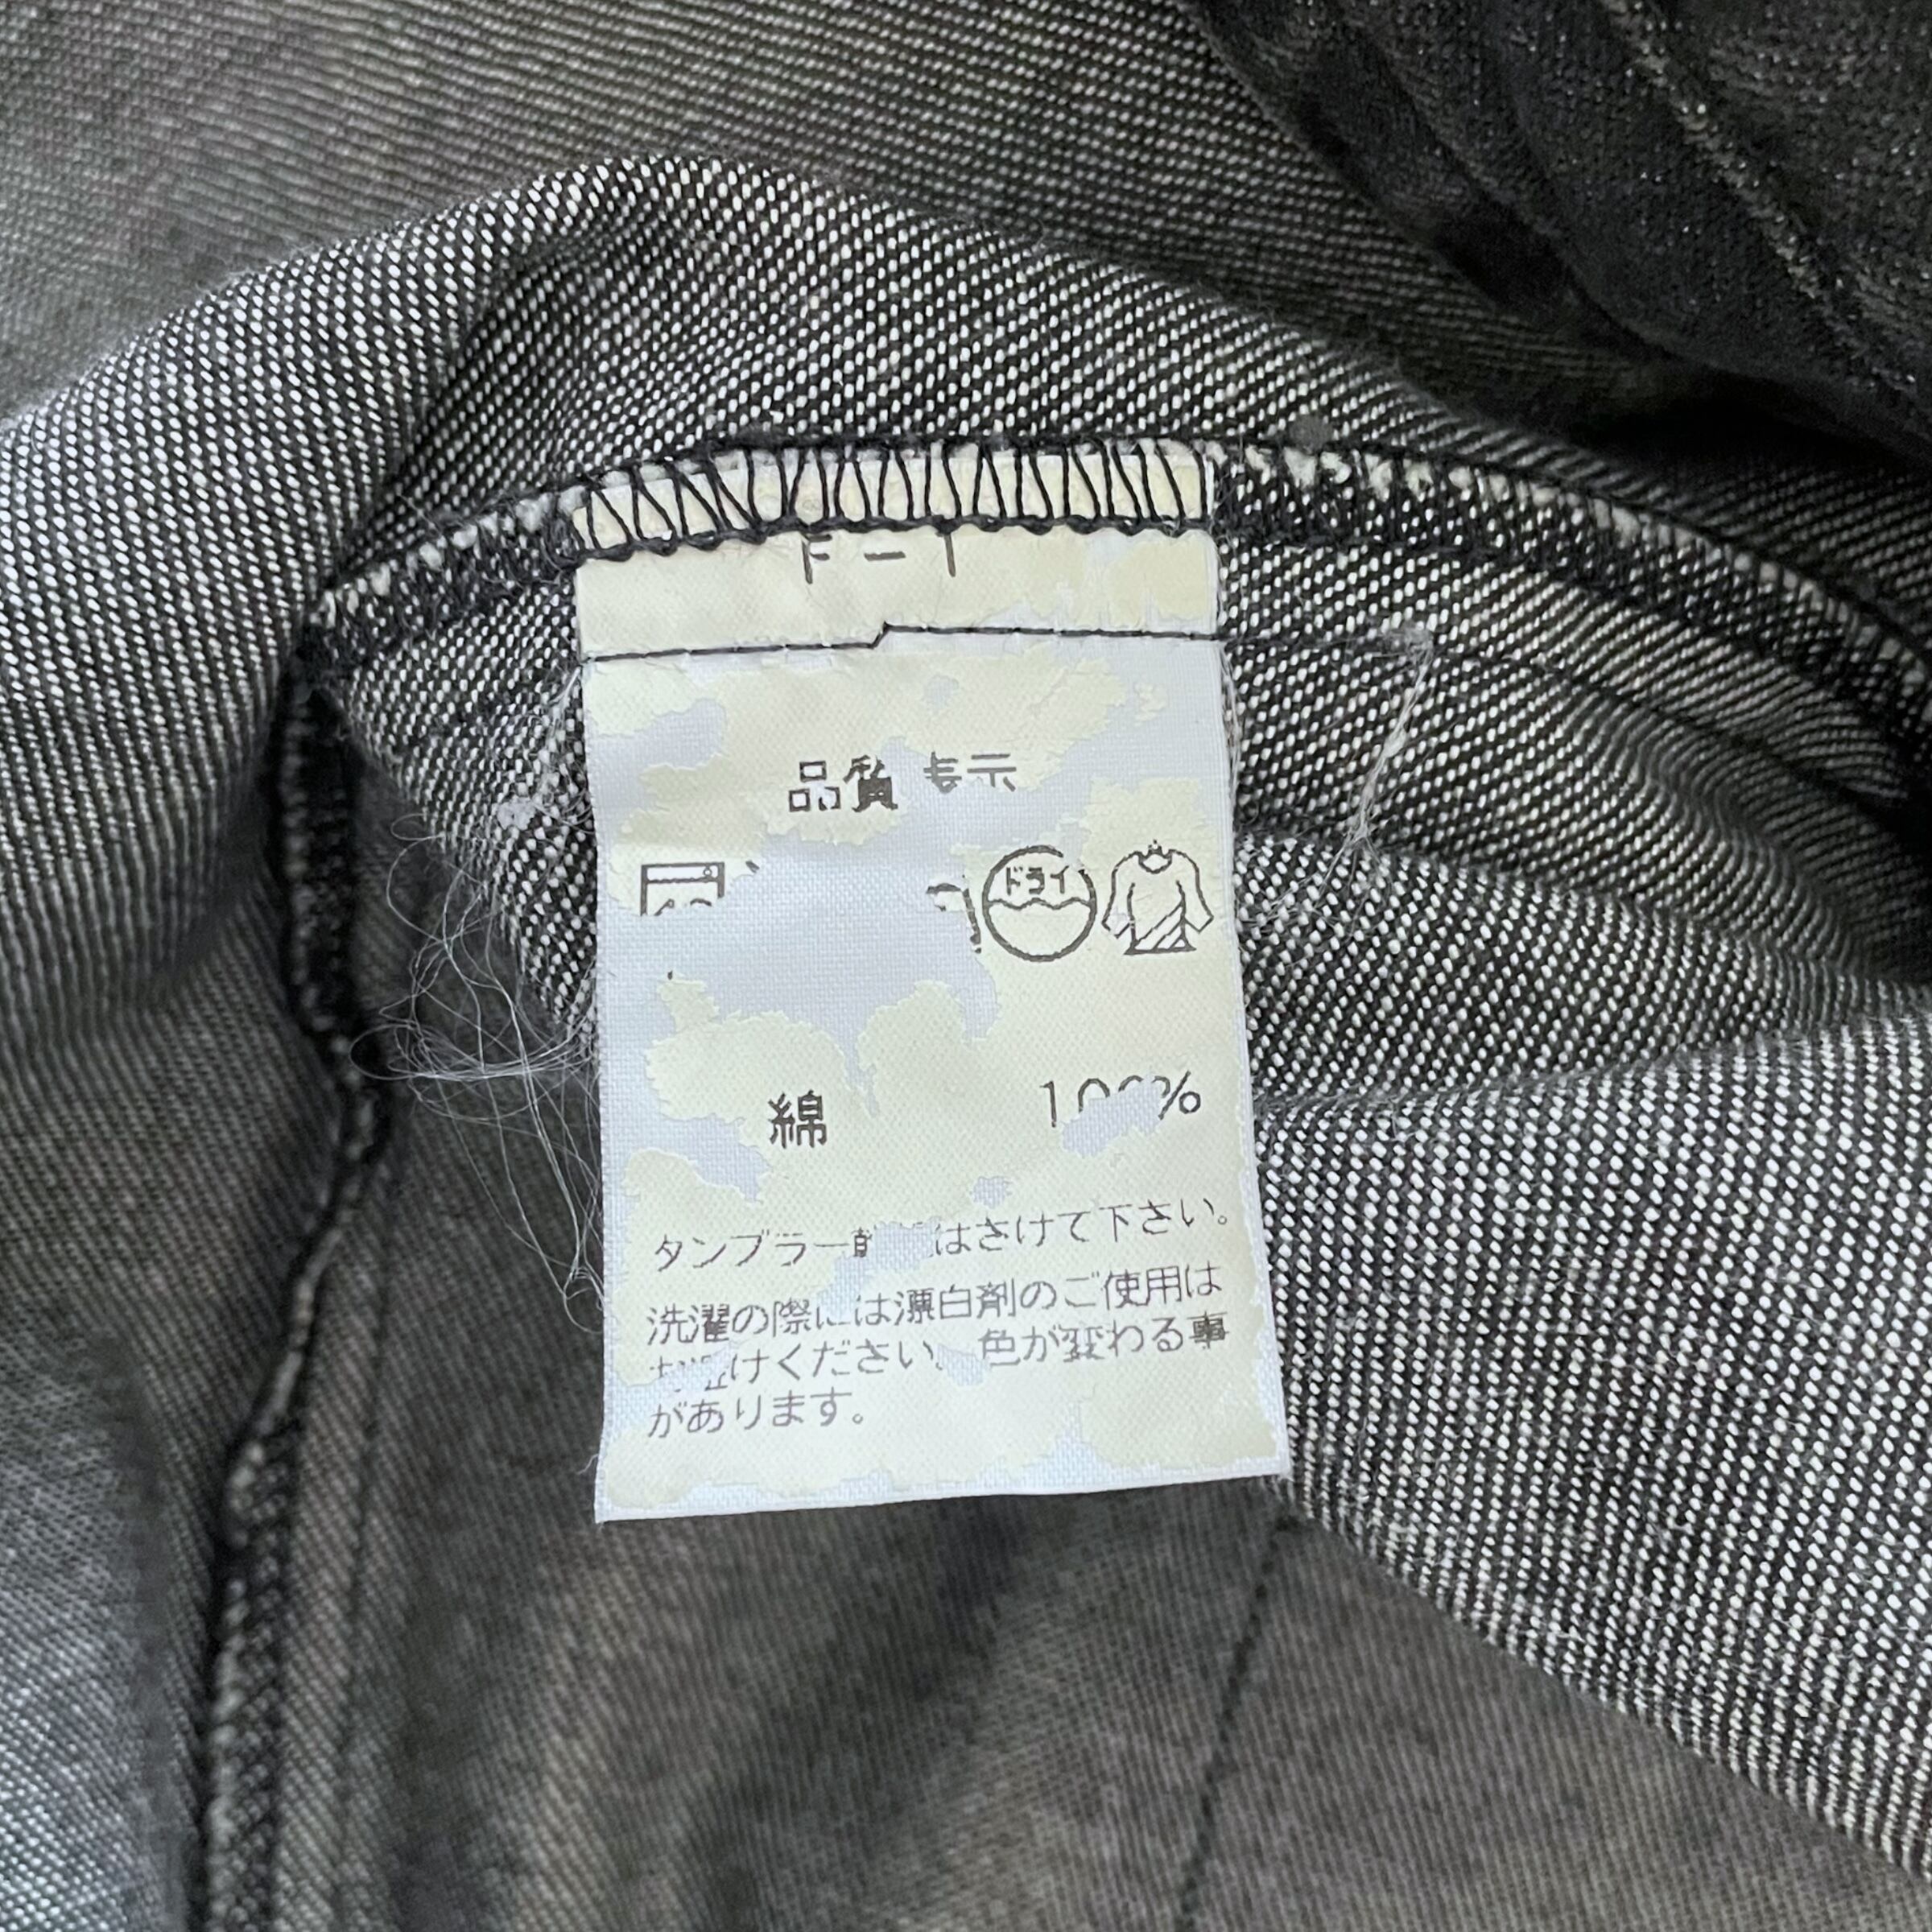 品質表示
ドライ
綿 100%
タンブラー はさけて下さい。
洗濯の際には漂白剤のご使用は
お避けください。色が変わる事
があります。